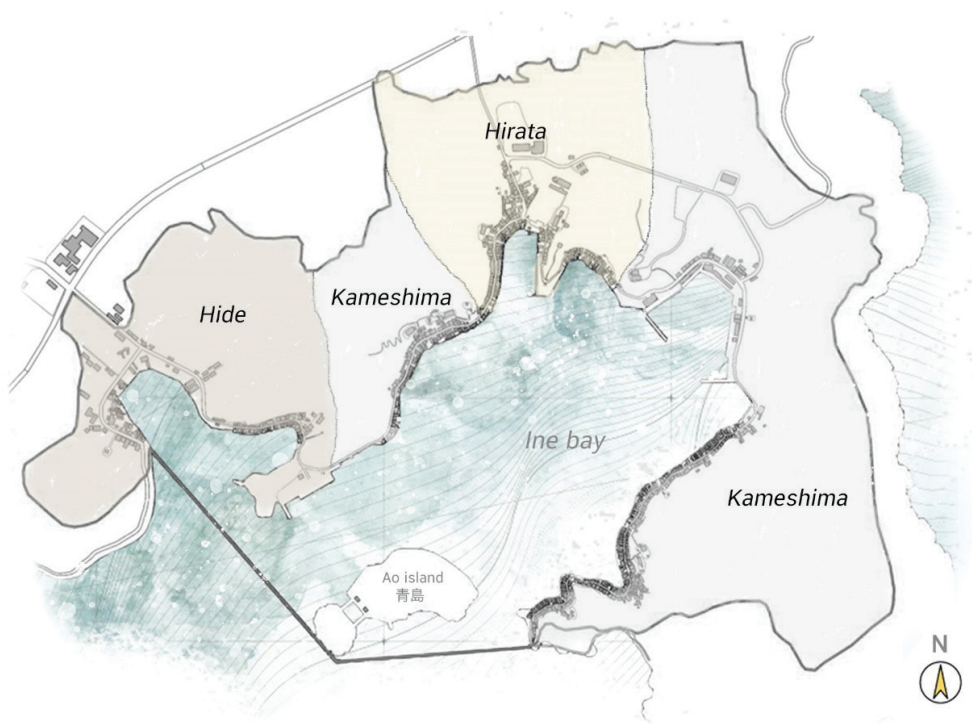 Hirata
Kameshima
Hide
Ine bay
Kameshima
Ao island
青島
N